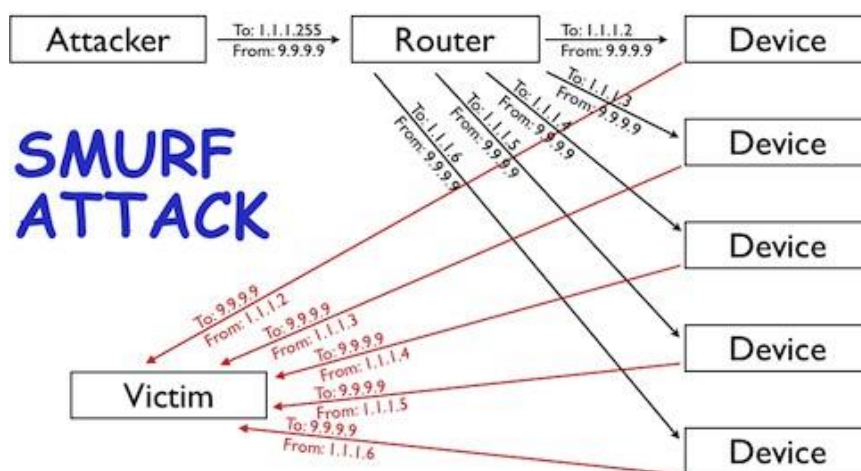 Attacker
To: 1.1.1.255
From: 9.9.9.9
Router
To: 1.1.1.2
From: 9.9.9.9
Device
To: 1.1.1.3
From: 9.9.9.9
To: 1.1.1.4
From: 9.9.9.9
To: 1.1.1.5
From: 9.9.9.9
To: 1.1.1.6
From: 9.9.9.9
SMURF
ATTACK
Device
Device
Device
Device
To: 9.9.9.9
From: 1.1.1.2
To: 9.9.9.9
From: 1.1.1.3
To: 9.9.9.9
From: 1.1.1.4
Victim
To: 9.9.9.9
From: 1.1.1.5
To: 9.9.9.9
From: 1.1.1.6